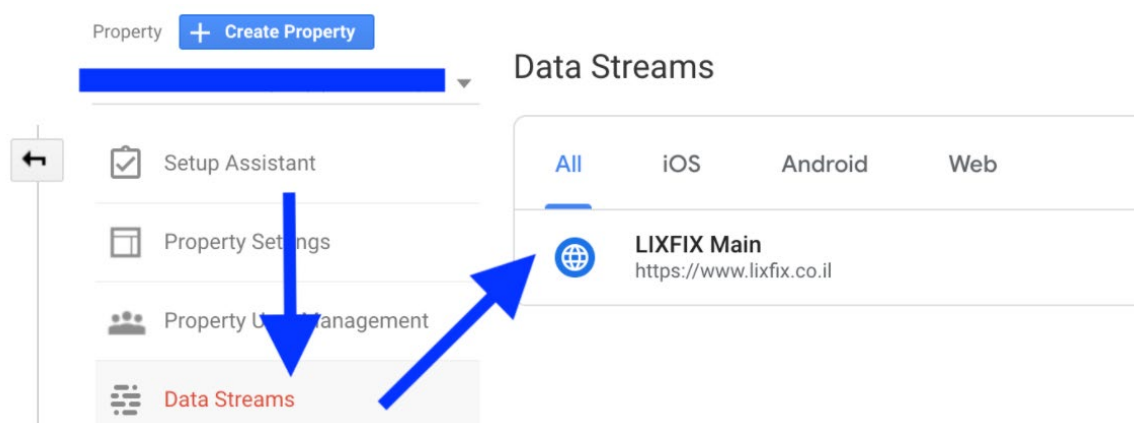 Property
+ Create Property
Setup Assistant
Property Settings
Property User Management
Data Streams
Data Streams
All iOS Android Web
LIXFIX Main
https://www.lixfix.co.il